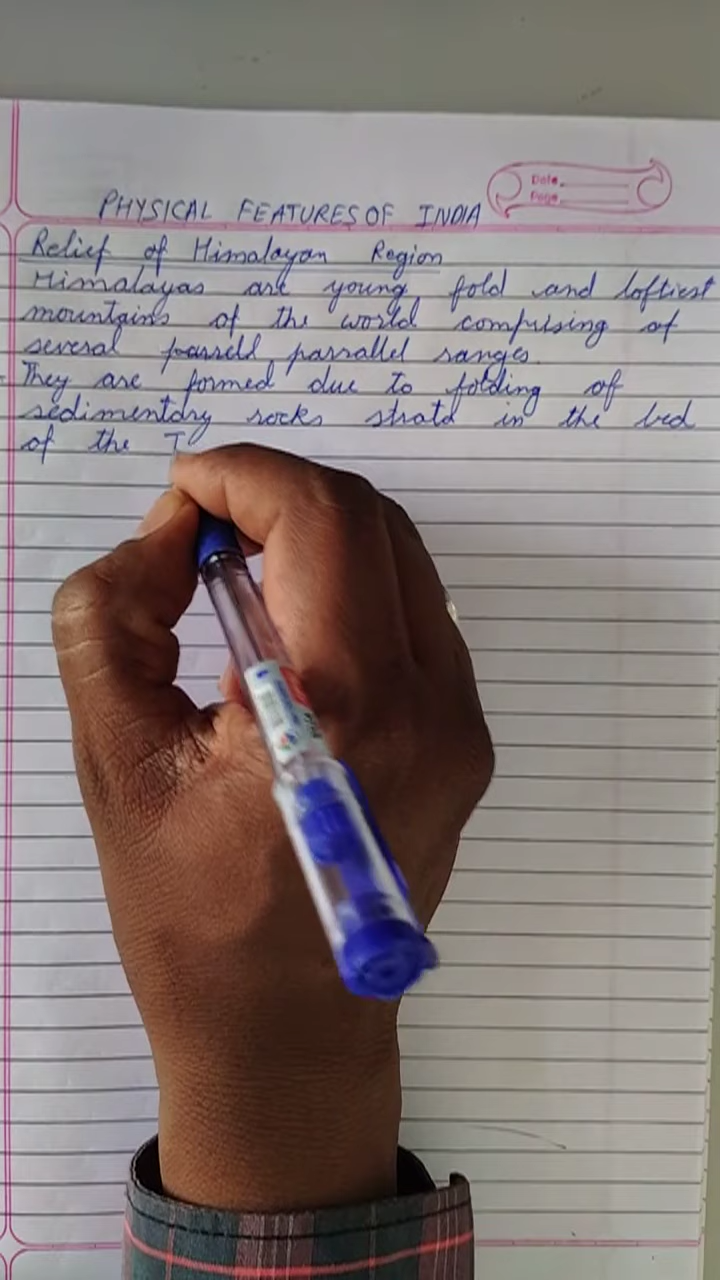 Date
Page
PHYSICAL FEATURES OF INDIA
Relief of Himalayan Region
Himalayas are young fold and loftiest
mountains of the world comprising of
several parrell parrallel ranges.
- They are formed due to folding of
sedimentary rocks strata in the bed
of the T